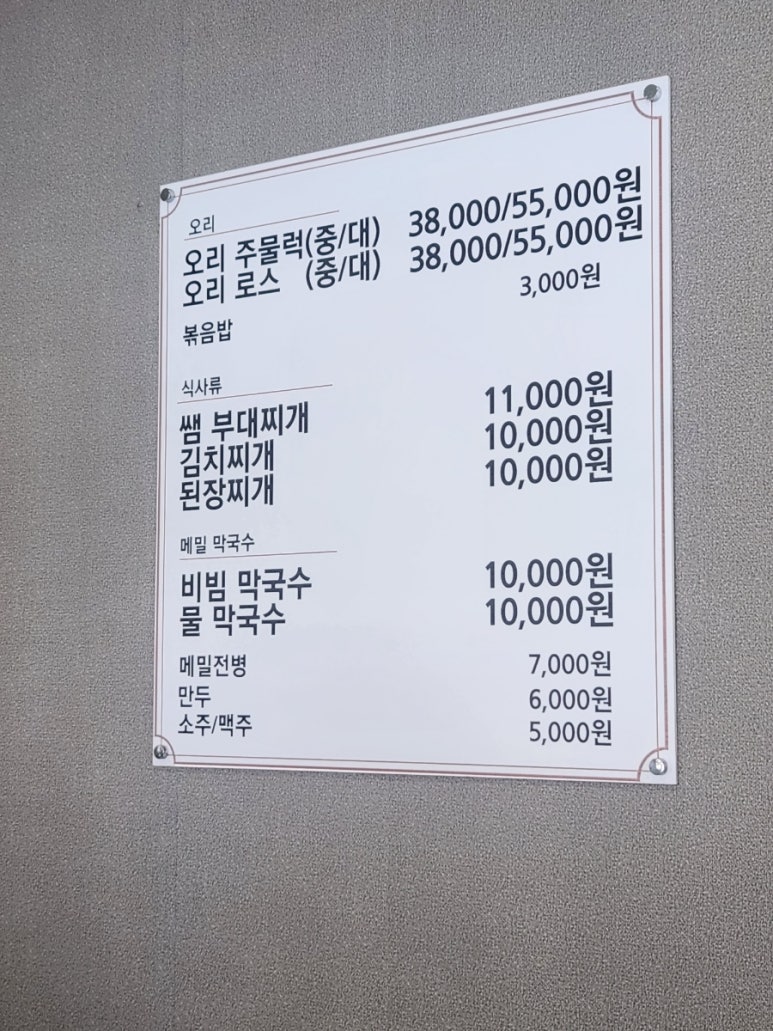 오리
오리 주물럭(중/대) 38,000/55,000원
오리 로스 (중/대) 38,000/55,000원
볶음밥 3,000원
식사류
쌤 부대찌개 11,000원
김치찌개 10,000원
된장찌개 10,000원
메밀 막국수
비빔 막국수 10,000원
물 막국수 10,000원
메밀전병 7,000원
만두 6,000원
소주/맥주 5,000원